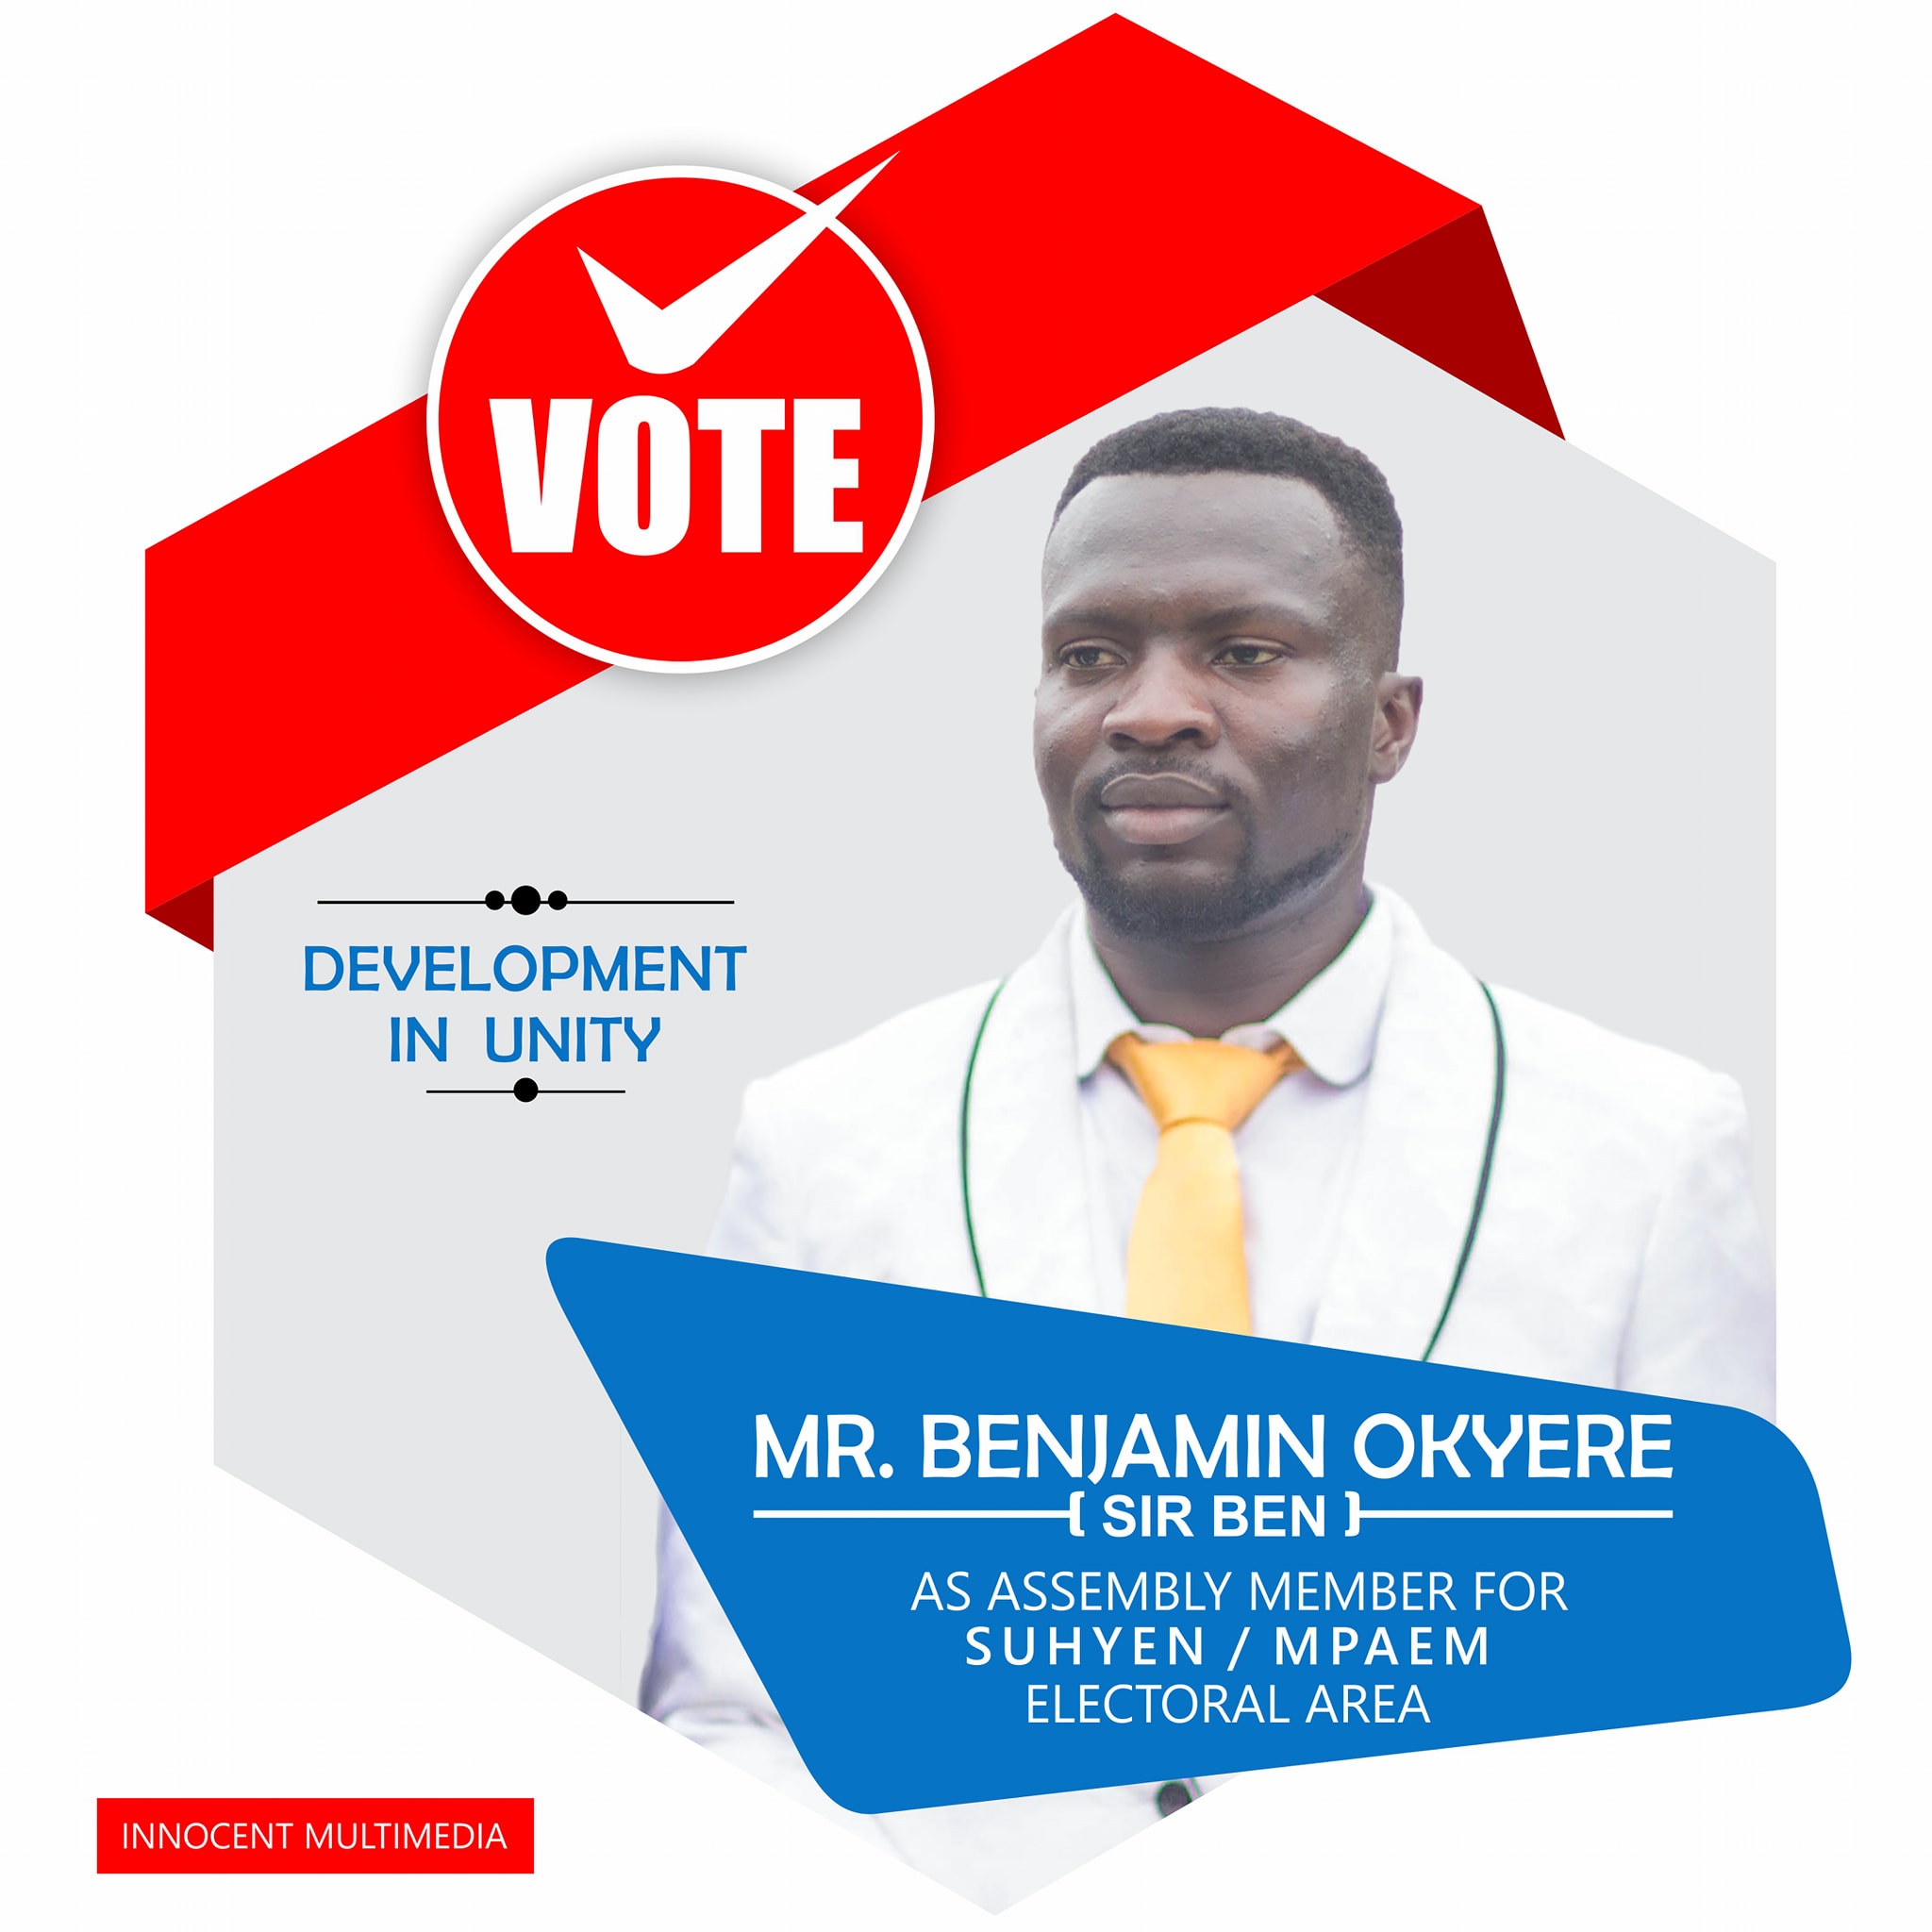 VOTE
DEVELOPMENT
IN UNITY
MR. BENJAMIN OKYERE
{ SIR BEN }
AS ASSEMBLY MEMBER FOR
SUHYEN / MPAEM
ELECTORAL AREA
INNOCENT MULTIMEDIA